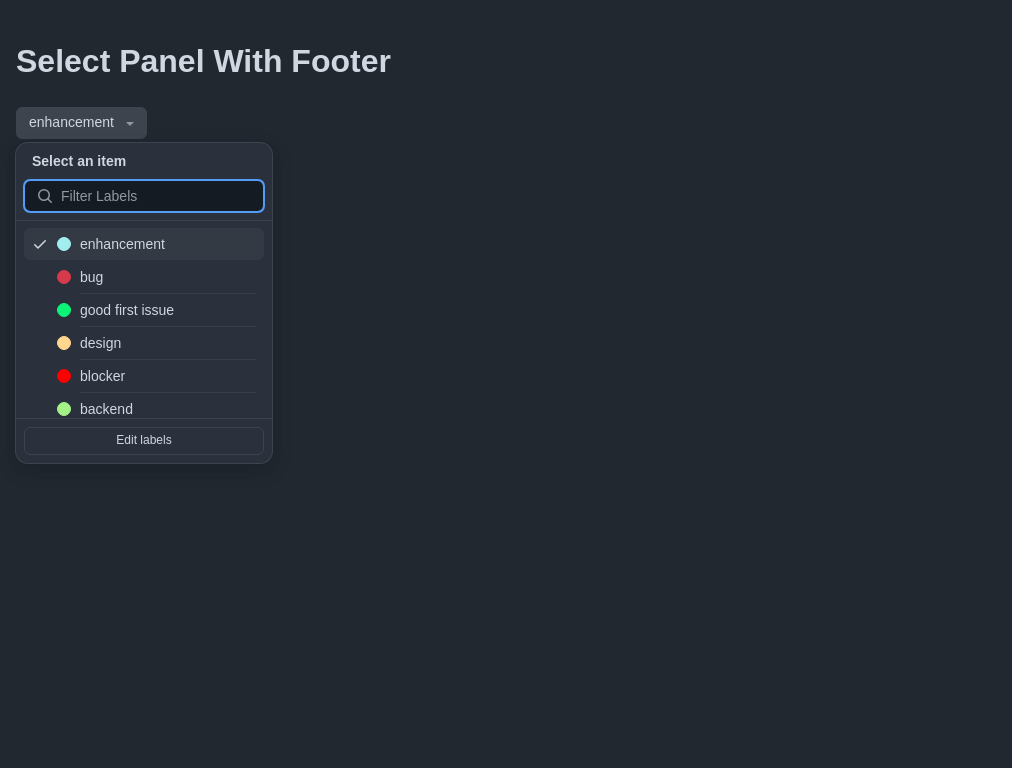 Select Panel With Footer
enhancement
Select an item
Filter Labels
enhancement
bug
good first issue
design
blocker
backend
Edit labels